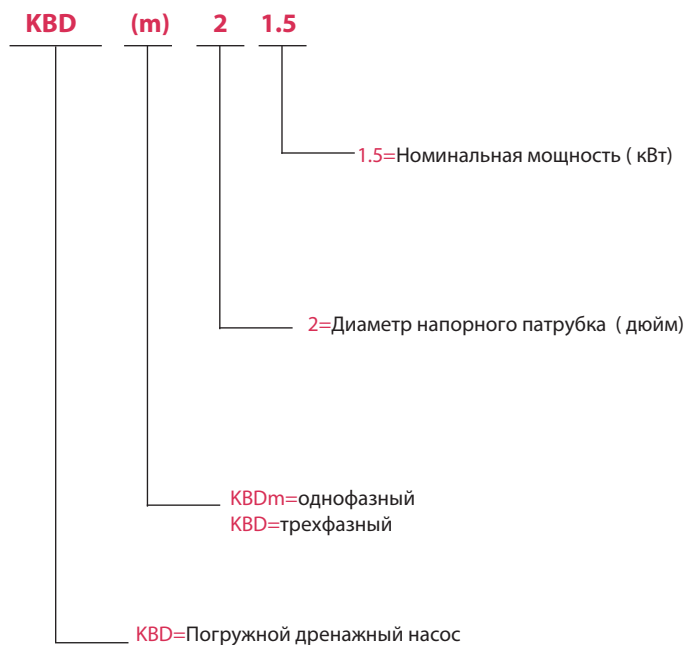 KBD (m) 2 1.5
1.5=Номинальная мощность ( кВт)
2=Диаметр напорного патрубка ( дюйм)
KBDm=однофазный
KBD=трехфазный
KBD=Погружной дренажный насос